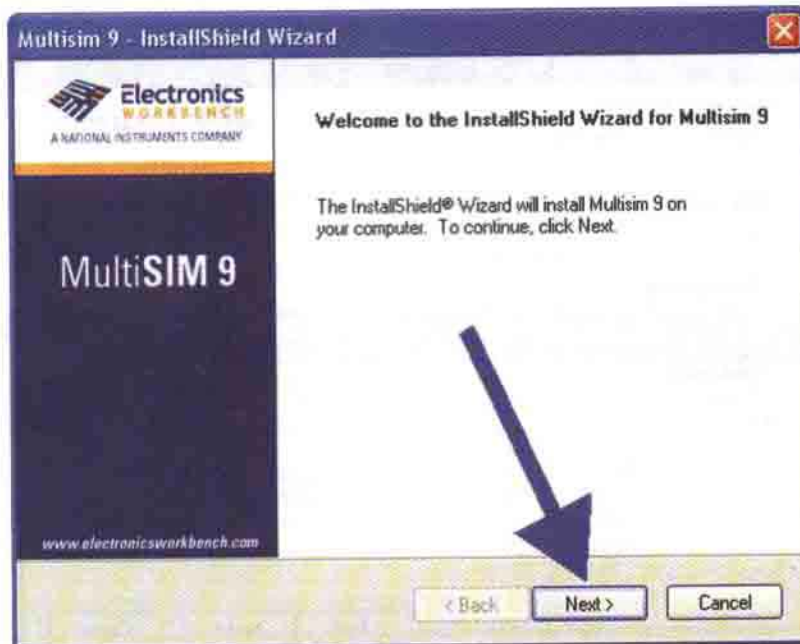 Multisim 9 - InstallShield Wizard
Electronics
WORKBENCH
A NATIONAL INSTRUMENTS COMPANY
Welcome to the InstallShield Wizard for Multisim 9
The InstallShield® Wizard will install Multisim 9 on
your computer. To continue, click Next.
MultiSIM 9
www.electronicsworkbench.com
< Back
Next >
Cancel